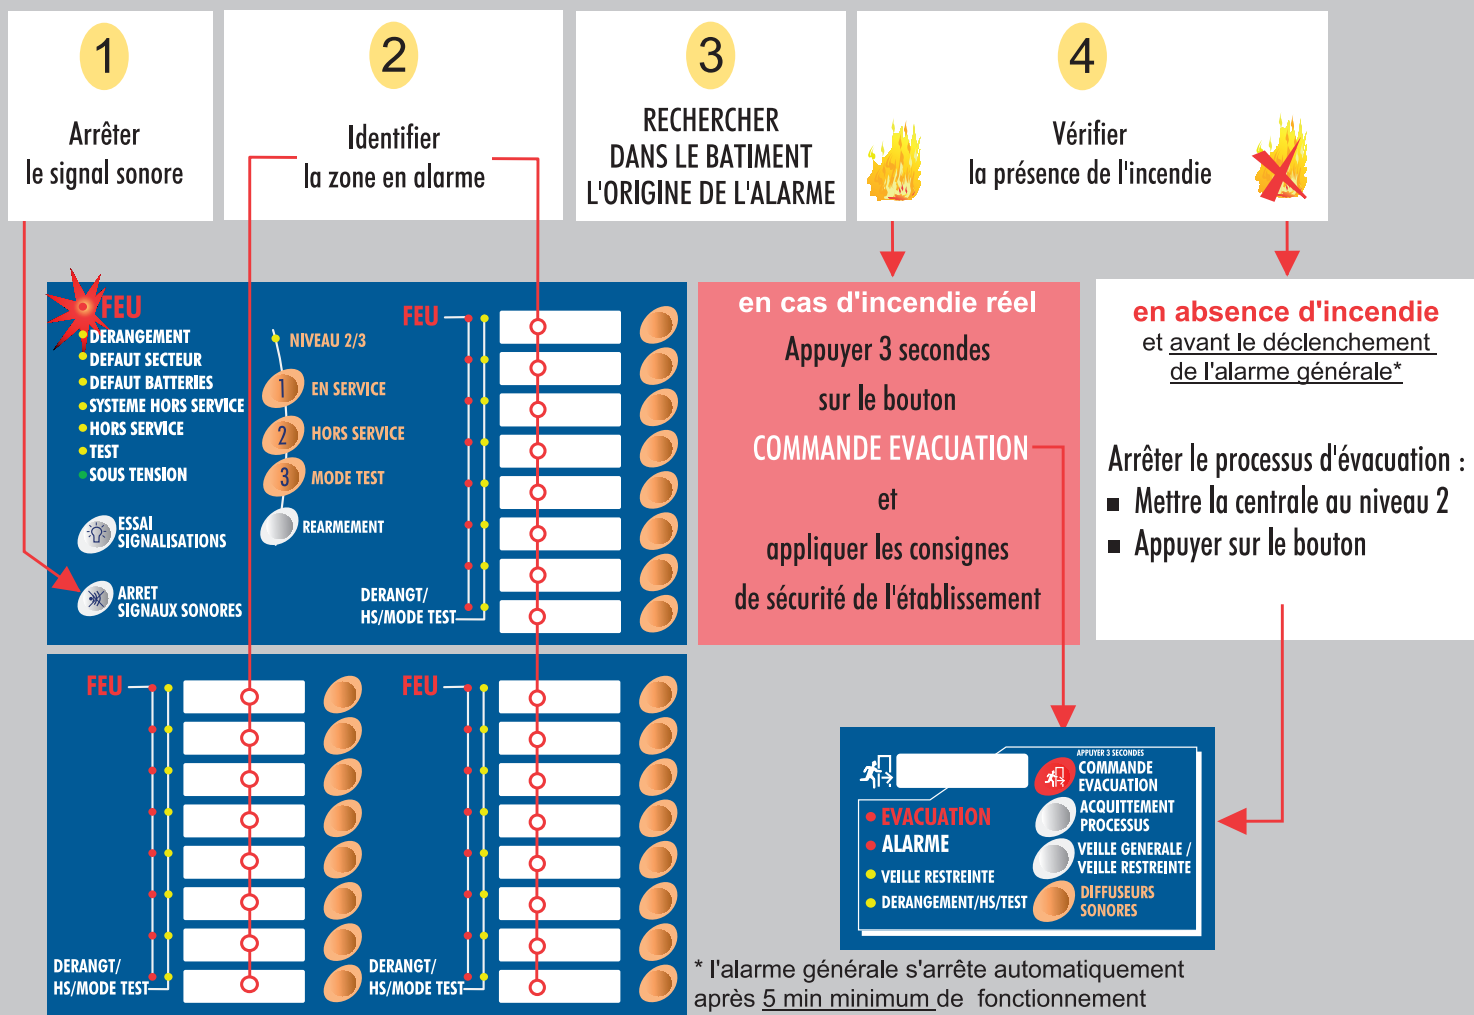 1
Arrêter
le signal sonore
2
Identifier
la zone en alarme
3
RECHERCHER
DANS LE BATIMENT
L'ORIGINE DE L'ALARME
4
Vérifier
la présence de l'incendie
FEU
DERANGEMENT
DEFAUT SECTEUR
DEFAUT BATTERIES
SYSTEME HORS SERVICE
HORS SERVICE
TEST
SOUS TENSION
ESSAI
SIGNALISATIONS
ARRET
SIGNAUX SONORES
NIVEAU 2/3
1 EN SERVICE
2 HORS SERVICE
3 MODE TEST
REARMEMENT
FEU
DERANGT/
HS/MODE TEST
en cas d'incendie réel
Appuyer 3 secondes
sur le bouton
COMMANDE EVACUATION
et
appliquer les consignes
de sécurité de l'établissement
en absence d'incendie
et avant le déclenchement
de l'alarme générale*
Arrêter le processus d'évacuation :
■ Mettre la centrale au niveau 2
■ Appuyer sur le bouton
FEU
DERANGT/
HS/MODE TEST
FEU
DERANGT/
HS/MODE TEST
EVACUATION
ALARME
VEILLE RESTREINTE
DERANGEMENT/HS/TEST
APPUYER 3 SECONDES
COMMANDE
EVACUATION
ACQUITTEMENT
PROCESSUS
VEILLE GENERALE /
VEILLE RESTREINTE
DIFFUSEURS
SONORES
* l'alarme générale s'arrête automatiquement
après 5 min minimum de fonctionnement